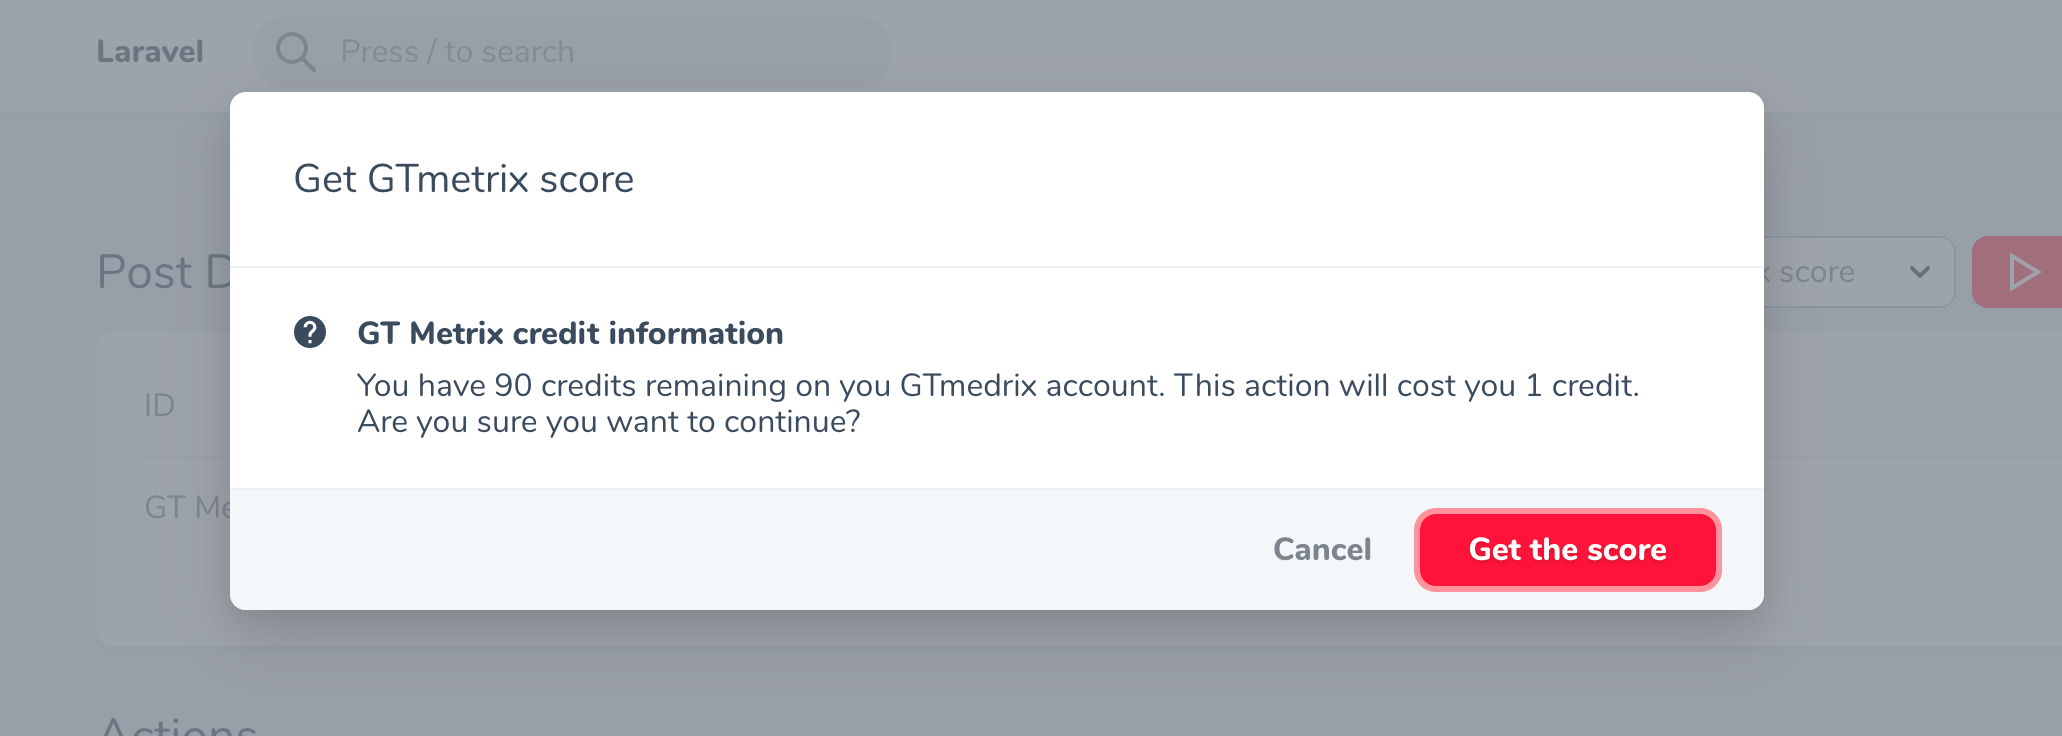 Laravel
Press / to search
Get GTmetrix score
Post D
score
GT Metrix credit information
You have 90 credits remaining on you GTmedrix account. This action will cost you 1 credit.
Are you sure you want to continue?
ID
GT Me
Cancel
Get the score
Actions